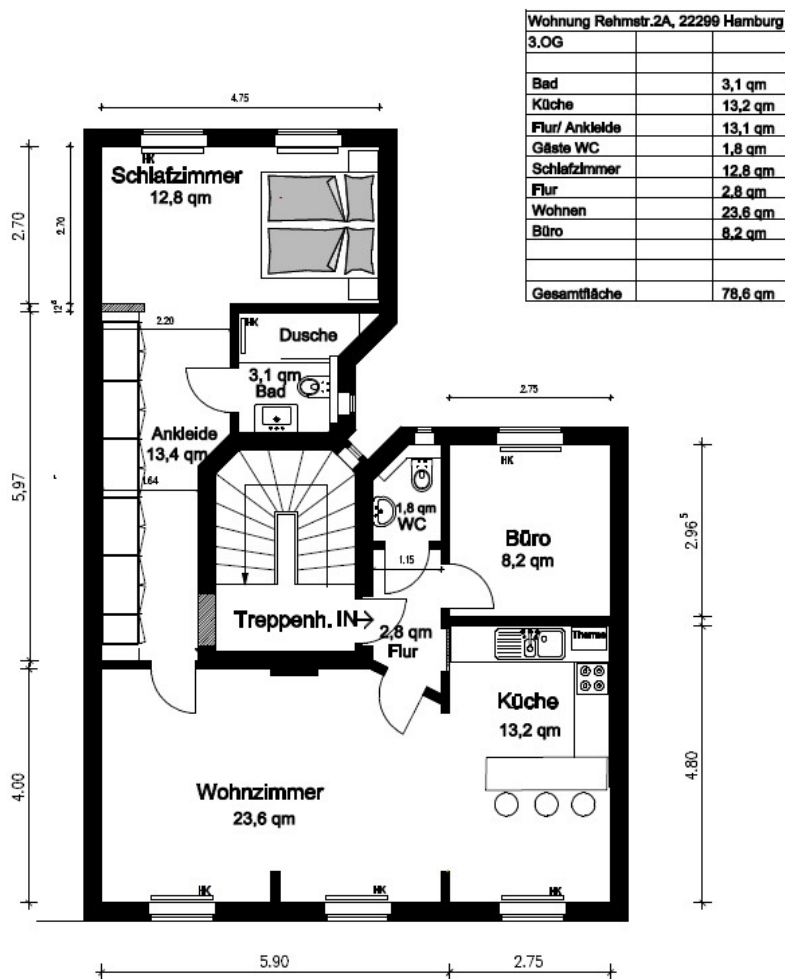 Wohnung Rehmstr.2A, 22299 Hamburg
3.OG
Bad 3,1 qm
Küche 13,2 qm
Flur/ Ankleide 13,1 qm
Gäste WC 1,8 qm
Schlafzimmer 12,8 qm
Flur 2,8 qm
Wohnen 23,6 qm
Büro 8,2 qm
Gesamtfläche 78,6 qm
4.75
HK
Schlafzimmer
12,8 qm
2.70
2.70
12⁵
2.20
HK
Dusche
3,1 qm
Bad
Ankleide
13,4 qm
1.64
5,97
2.75
HK
1,8 qm
WC
Büro
8,2 qm
2.96⁵
1.15
Treppenh. IN
2,8 qm
Flur
Therme
Küche
13,2 qm
Wohnzimmer
23,6 qm
4.00
4.80
HK
HK
HK
5.90
2.75